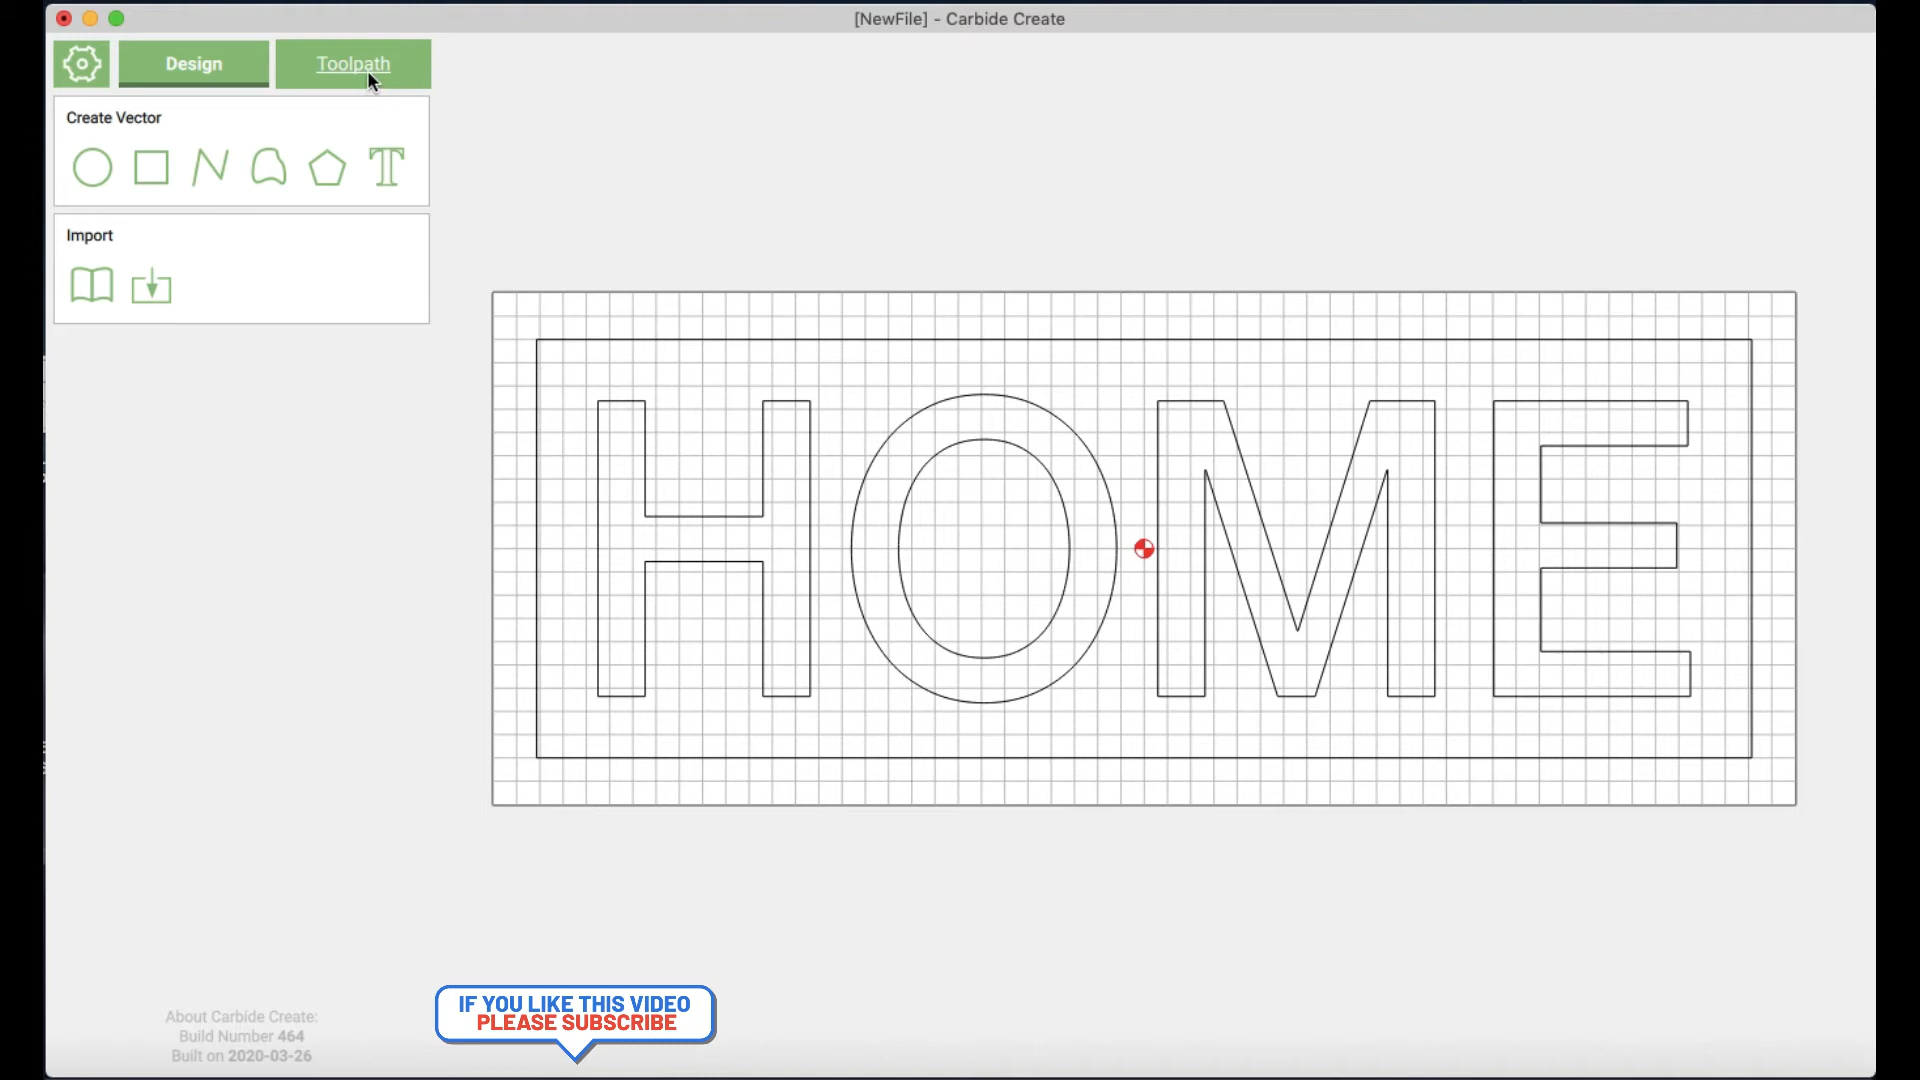 [NewFile] - Carbide Create
Design
Toolpath
Create Vector
Import
HOME
About Carbide Create:
Build Number 464
Built on 2020-03-26
IF YOU LIKE THIS VIDEO
PLEASE SUBSCRIBE